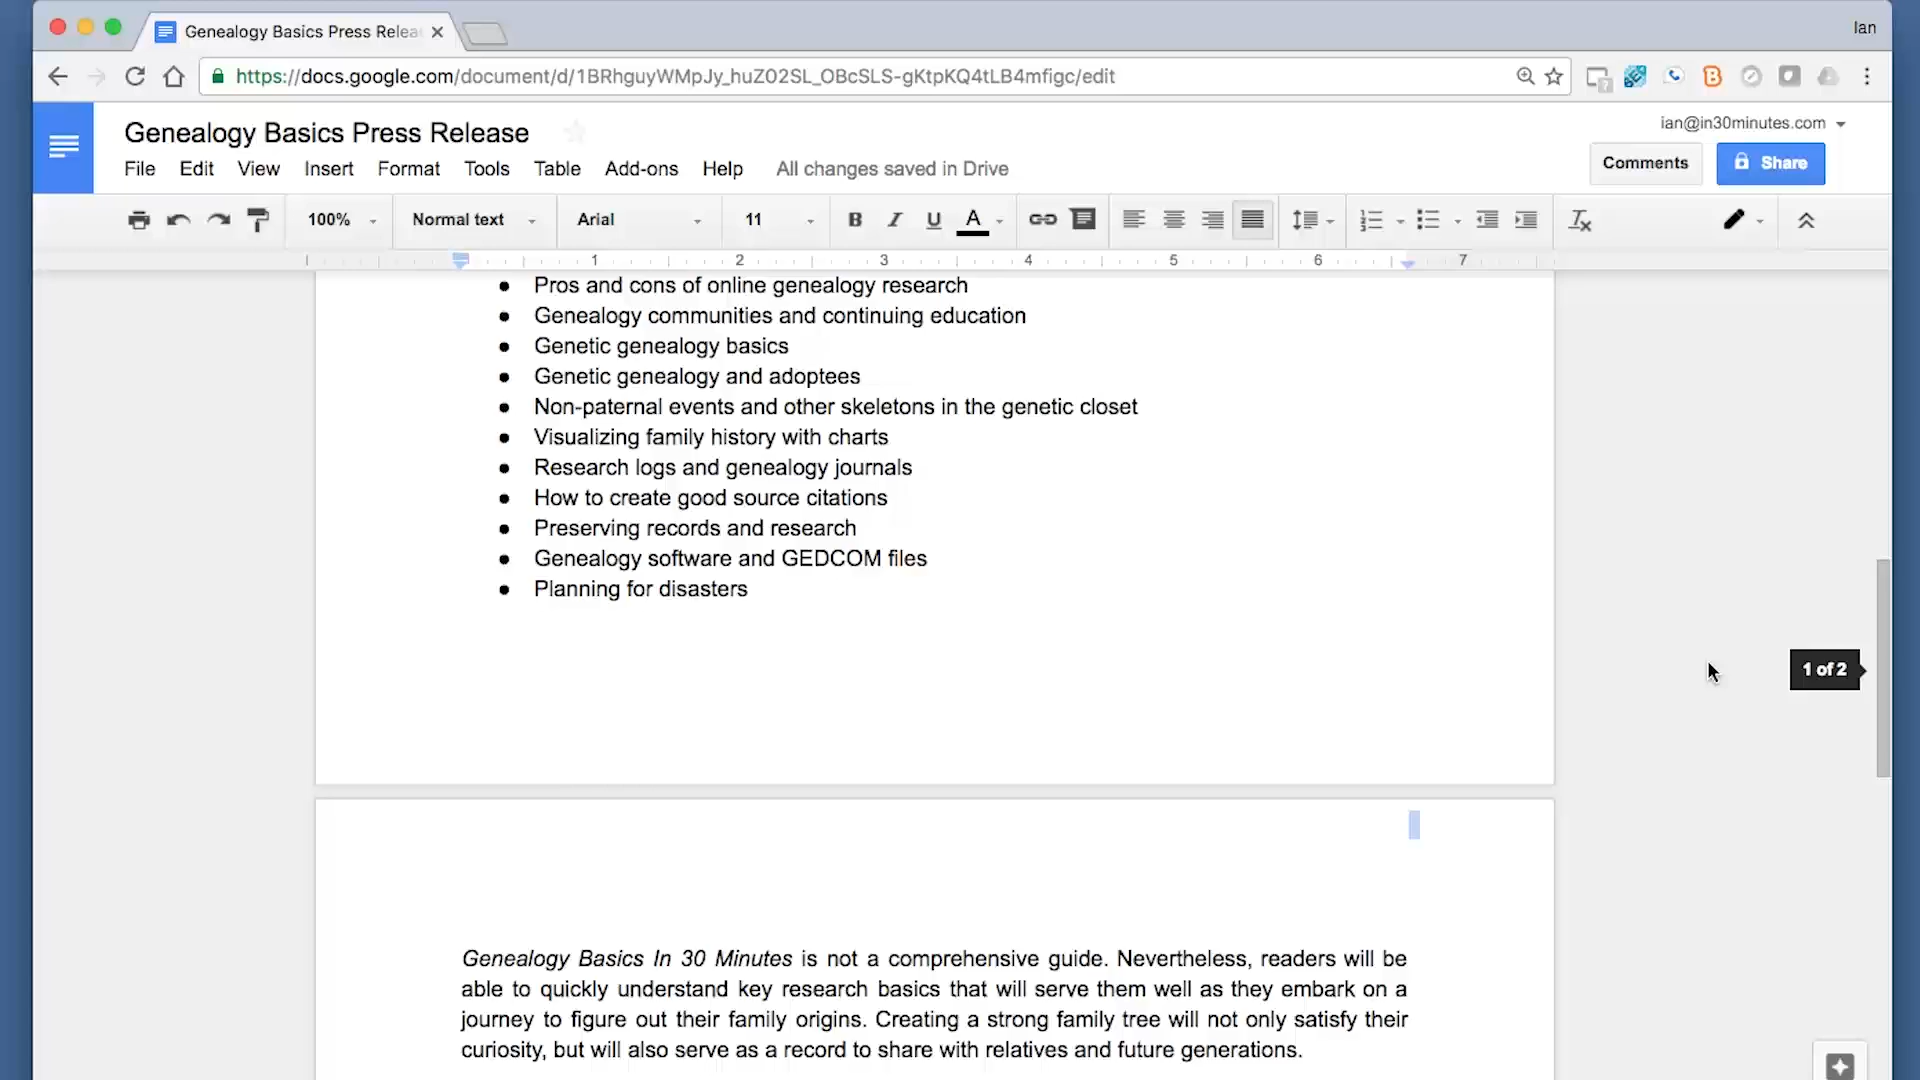 Genealogy Basics Press Relea
Ian
https://docs.google.com/document/d/1BRhguyWMpJy_huZ02SL_OBcSLS-gKtpKQ4tLB4mfigc/edit
Genealogy Basics Press Release
ian@in30minutes.com
File Edit View Insert Format Tools Table Add-ons Help All changes saved in Drive
Comments Share
100% Normal text Arial 11 B I U A
1 2 3 4 5 6 7
● Pros and cons of online genealogy research
● Genealogy communities and continuing education
● Genetic genealogy basics
● Genetic genealogy and adoptees
● Non-paternal events and other skeletons in the genetic closet
● Visualizing family history with charts
● Research logs and genealogy journals
● How to create good source citations
● Preserving records and research
● Genealogy software and GEDCOM files
● Planning for disasters
1 of 2
Genealogy Basics In 30 Minutes is not a comprehensive guide. Nevertheless, readers will be
able to quickly understand key research basics that will serve them well as they embark on a
journey to figure out their family origins. Creating a strong family tree will not only satisfy their
curiosity, but will also serve as a record to share with relatives and future generations.